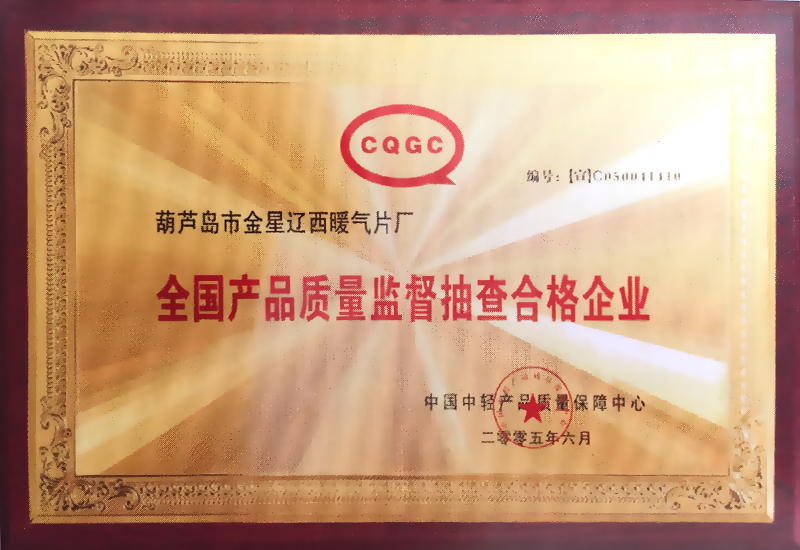 CQGC
编号:【宣】C050041410
葫芦岛市金星辽西暖气片厂
全国产品质量监督抽查合格企业
中国中轻产品质量保障中心
二零零五年六月